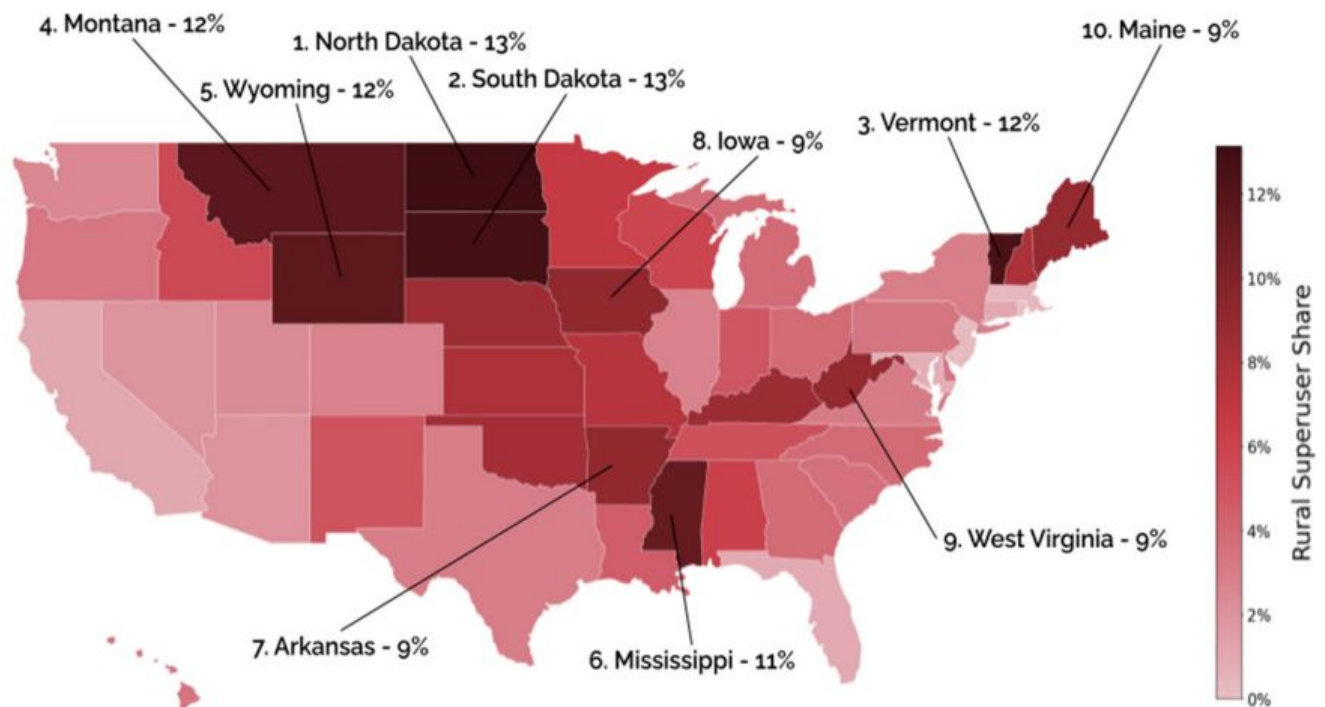 4. Montana - 12%
1. North Dakota - 13%
10. Maine - 9%
5. Wyoming - 12%
2. South Dakota - 13%
8. Iowa - 9%
3. Vermont - 12%
9. West Virginia - 9%
7. Arkansas - 9%
6. Mississippi - 11%
12%
10%
8%
6%
4%
2%
0%
Rural Superuser Share